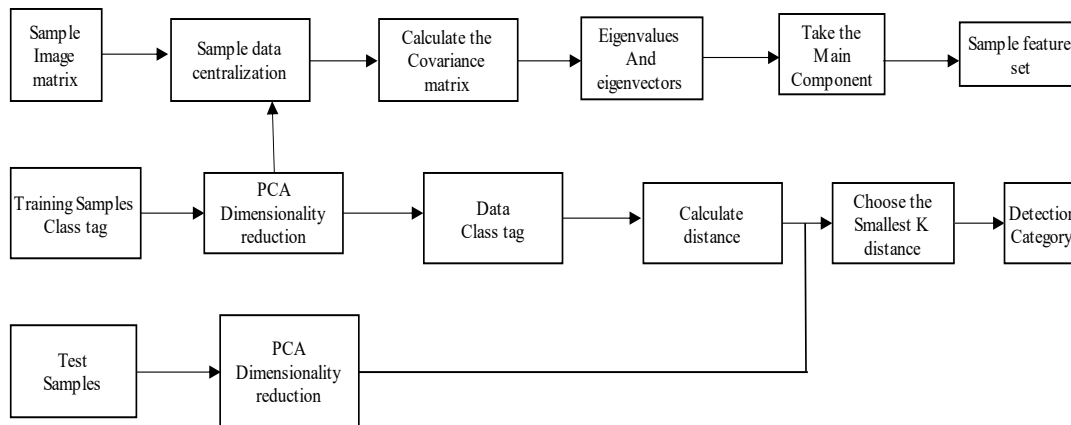 Sample
Image
matrix
Sample data
centralization
Calculate the
Covariance matrix
Eigenvalues
And
eigenvectors
Take the
Main
Component
Sample feature
set
Training Samples
Class tag
PCA
Dimensionality
reduction
Data
Class tag
Calculate
distance
Choose the
Smallest K
distance
Detection
Category
Test
Samples
PCA
Dimensionality
reduction